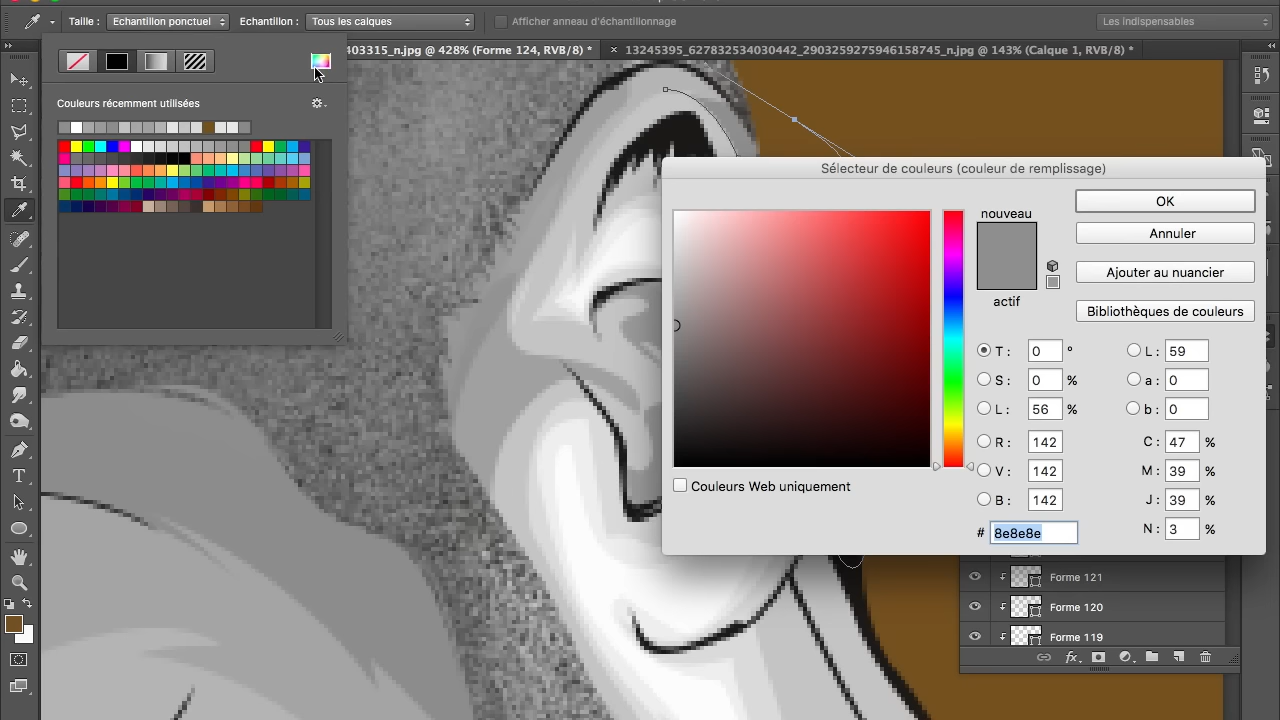 Taille : Echantillon ponctuel Echantillon : Tous les calques Afficher anneau d'échantillonnage Les indispensables
403315_n.jpg @ 428% (Forme 124, RVB/8) * × 13245395_627832534030442_2903259275946158745_n.jpg @ 143% (Calque 1, RVB/8) *
Couleurs récemment utilisées
Sélecteur de couleurs (couleur de remplissage)
nouveau
actif
OK
Annuler
Ajouter au nuancier
Bibliothèques de couleurs
T : 0 ° L : 59
S : 0 % a : 0
L : 56 % b : 0
R : 142 C : 47 %
V : 142 M : 39 %
B : 142 J : 39 %
# 8e8e8e N : 3 %
Couleurs Web uniquement
Forme 121
Forme 120
Forme 119
fx